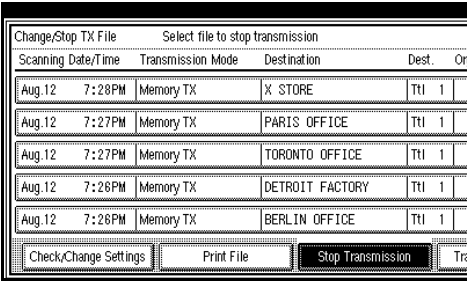 Change/Stop TX File Select file to stop transmission
Scanning Date/Time Transmission Mode Destination Dest.
Aug.12 7:28PM Memory TX X STORE Ttl 1
Aug.12 7:27PM Memory TX PARIS OFFICE Ttl 1
Aug.12 7:27PM Memory TX TORONTO OFFICE Ttl 1
Aug.12 7:26PM Memory TX DETROIT FACTORY Ttl 1
Aug.12 7:26PM Memory TX BERLIN OFFICE Ttl 1
Check/Change Settings Print File Stop Transmission